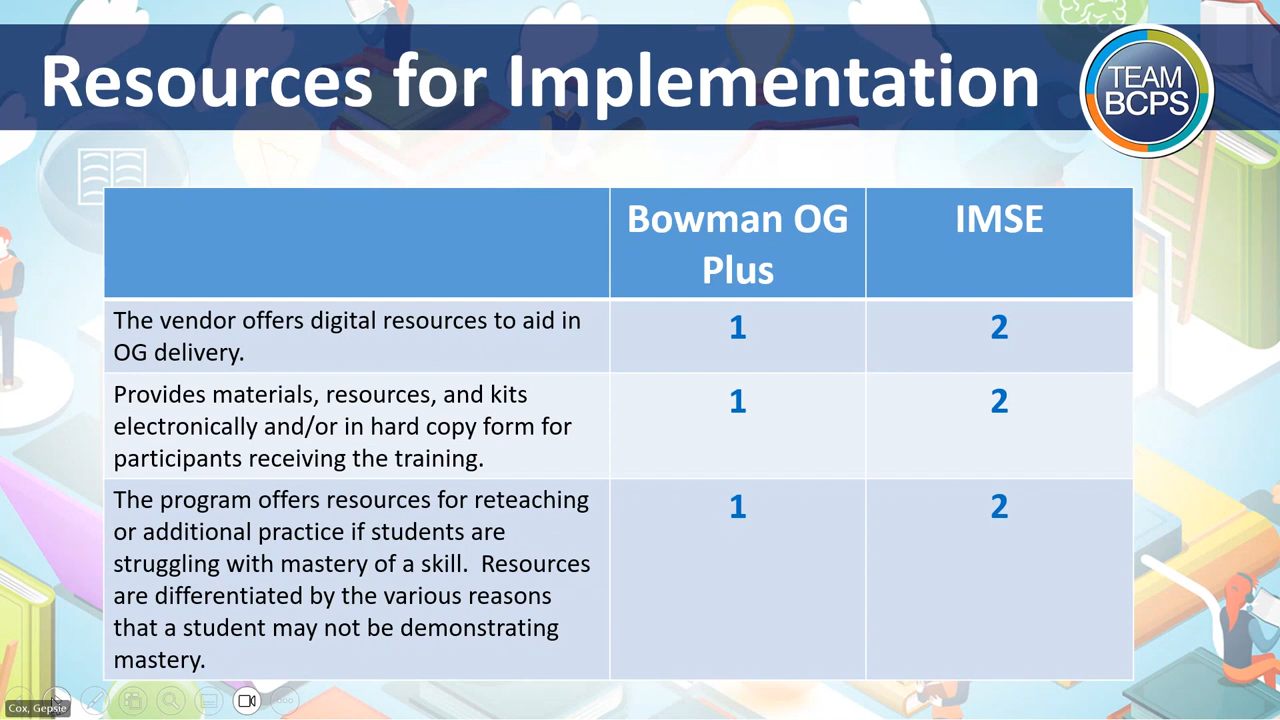 Resources for Implementation
TEAM
BCPS
Bowman OG
Plus
IMSE
The vendor offers digital resources to aid in
OG delivery.
1
2
Provides materials, resources, and kits
electronically and/or in hard copy form for
participants receiving the training.
1
2
The program offers resources for reteaching
or additional practice if students are
struggling with mastery of a skill.  Resources
are differentiated by the various reasons
that a student may not be demonstrating
mastery.
1
2
Cox, Gepsie